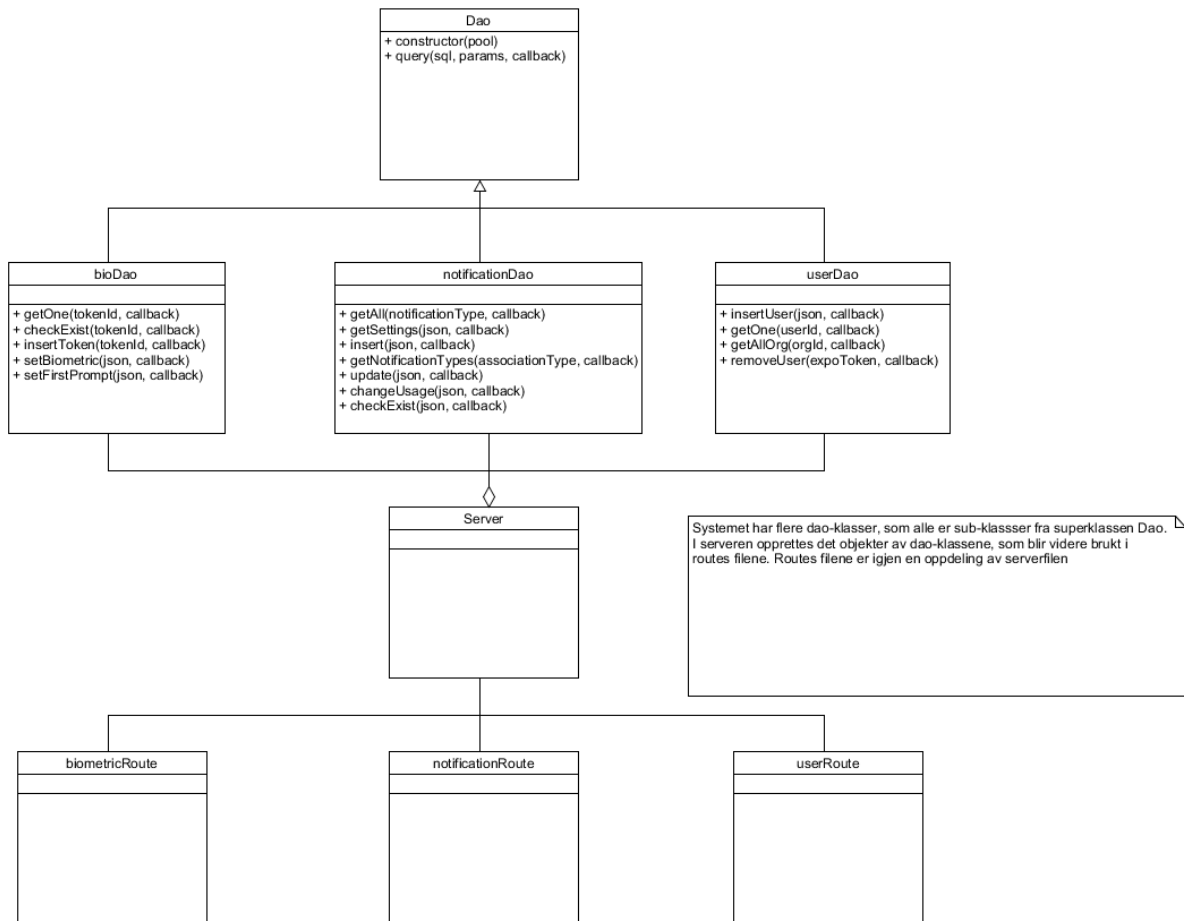 Dao
+ constructor(pool)
+ query(sql, params, callback)
bioDao
+ getOne(tokenId, callback)
+ checkExist(tokenId, callback)
+ insertToken(tokenId, callback)
+ setBiometric(json, callback)
+ setFirstPrompt(json, callback)
notificationDao
+ getAll(notificationType, callback)
+ getSettings(json, callback)
+ insert(json, callback)
+ getNotificationTypes(associationType, callback)
+ update(json, callback)
+ changeUsage(json, callback)
+ checkExist(json, callback)
userDao
+ insertUser(json, callback)
+ getOne(userId, callback)
+ getAllOrg(orgId, callback)
+ removeUser(expoToken, callback)
Server
Systemet har flere dao-klasser, som alle er sub-klassser fra superklassen Dao.
I serveren opprettes det objekter av dao-klassene, som blir videre brukt i
routes filene. Routes filene er igjen en oppdeling av serverfilen
biometricRoute
notificationRoute
userRoute